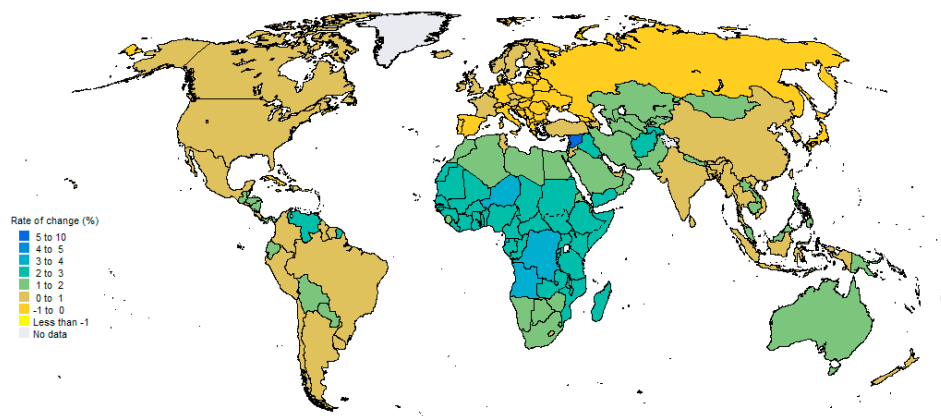 Rate of change (%)
5 to 10
4 to 5
3 to 4
2 to 3
1 to 2
0 to 1
-1 to 0
Less than -1
No data